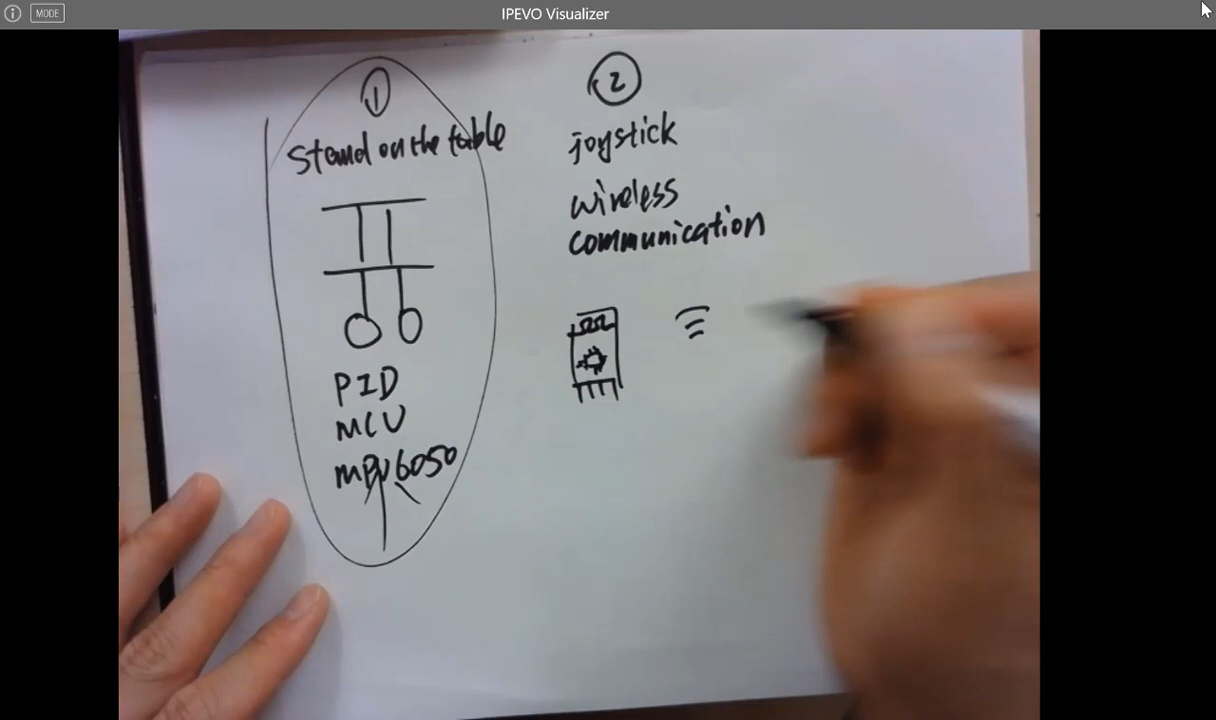 MODE
IPEVO Visualizer
1
Stand on the table
PID
MCU
MPU6050
2
joystick
wireless
communication